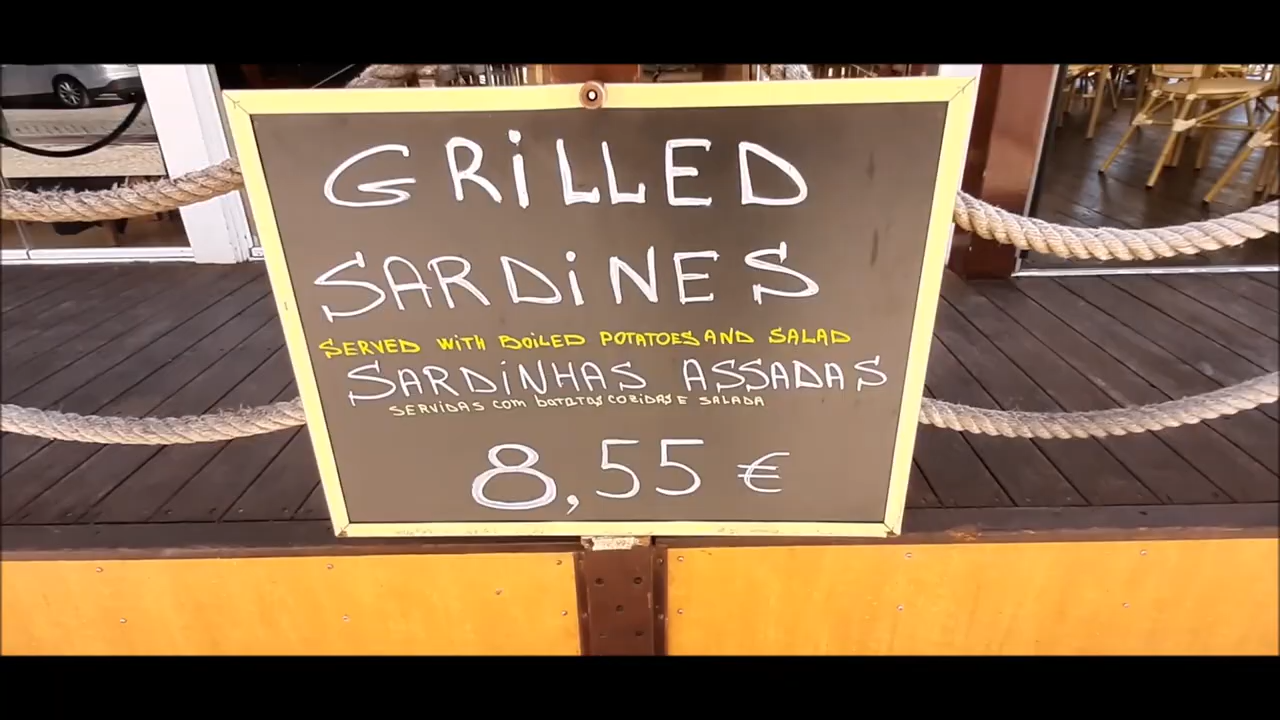 GRiLLED
SARDiNES
SERVED WiTH BOiLED POTATOES AND SALAD
SARDiNHAS ASSADAS
SERViDAS com batatas cozidas E SALADA
8,55 €